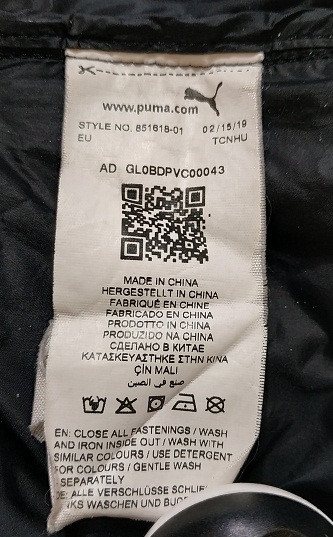 www.puma.com
STYLE NO. 851618-01 02/15/19
EU TCNHU
AD GL0BDPVC00043
MADE IN CHINA
HERGESTELLT IN CHINA
FABRIQUÉ EN CHINE
FABRICADO EN CHINA
PRODOTTO IN CHINA
PRODUZIDO NA CHINA
СДЕЛАНО В КИТАЕ
ΚΑΤΑΣΚΕΥΑΣΤΗΚΕ ΣΤΗΝ ΚΙΝΑ
ÇİN MALI
صنع في الصين
EN: CLOSE ALL FASTENINGS / WASH
AND IRON INSIDE OUT / WASH WITH
SIMILAR COLOURS / USE DETERGENT
FOR COLOURS / GENTLE WASH
SEPARATELY
DE: ALLE VERSCHLÜSSE
WASCHEN UND